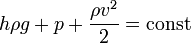 hρg + p + ρv²/2 = const